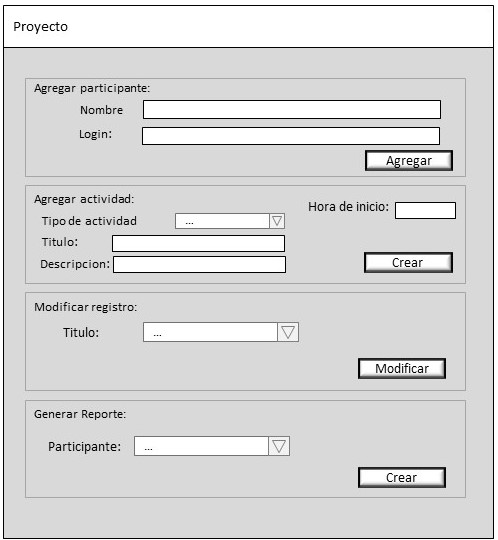 Proyecto
Agregar participante:
Nombre
Login:
Agregar
Agregar actividad:
Hora de inicio:
Tipo de actividad ...
Titulo:
Descripcion:
Crear
Modificar registro:
Titulo: ...
Modificar
Generar Reporte:
Participante: ...
Crear